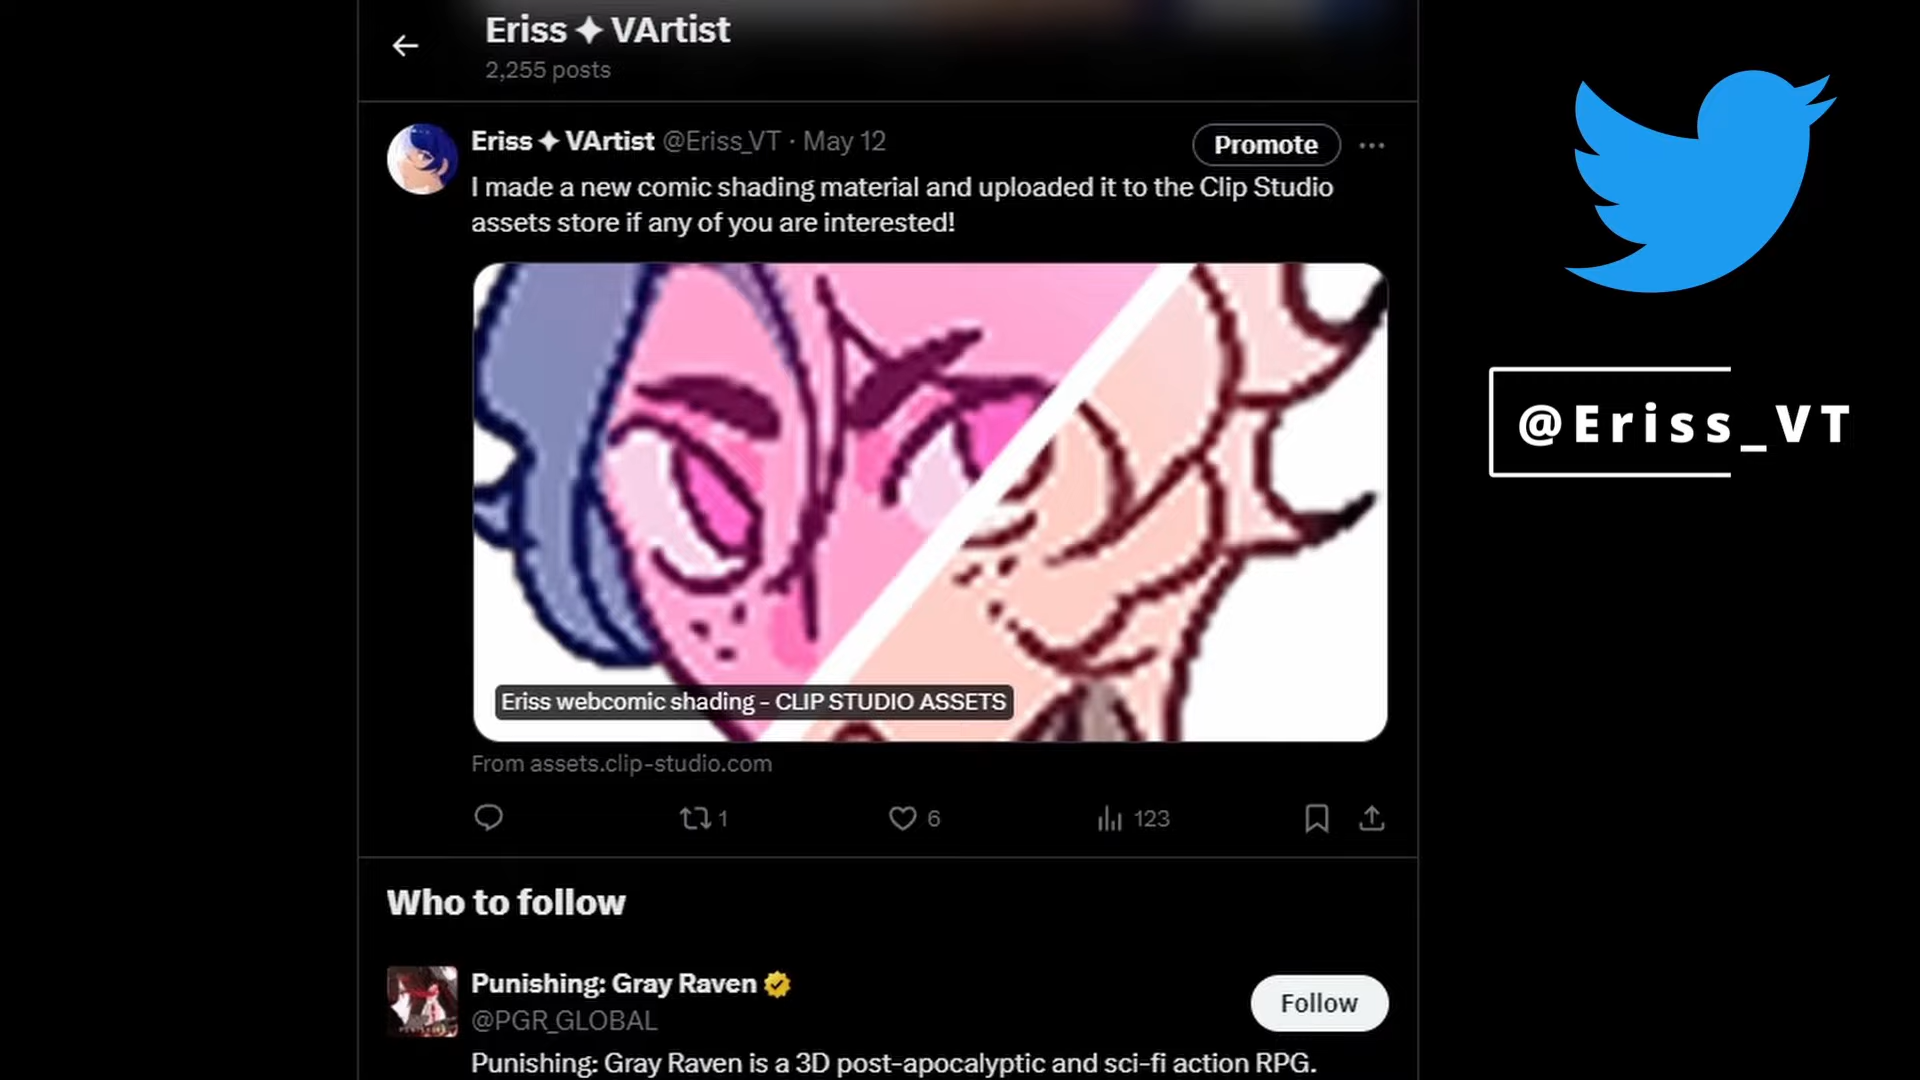 Eriss ✦ VArtist
2,255 posts
Eriss ✦ VArtist @Eriss_VT · May 12
Promote
I made a new comic shading material and uploaded it to the Clip Studio
assets store if any of you are interested!
Eriss webcomic shading - CLIP STUDIO ASSETS
From assets.clip-studio.com
1
6
123
Who to follow
Punishing: Gray Raven
@PGR_GLOBAL
Follow
Punishing: Gray Raven is a 3D post-apocalyptic and sci-fi action RPG.
@Eriss_VT